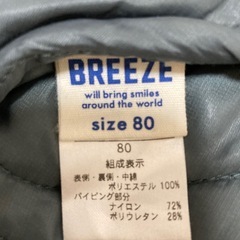 BREEZE
will bring smiles
around the world
size 80
80
組成表示
表側・裏側・中綿
ポリエステル 100%
パイピング部分
ナイロン 72%
ポリウレタン 28%